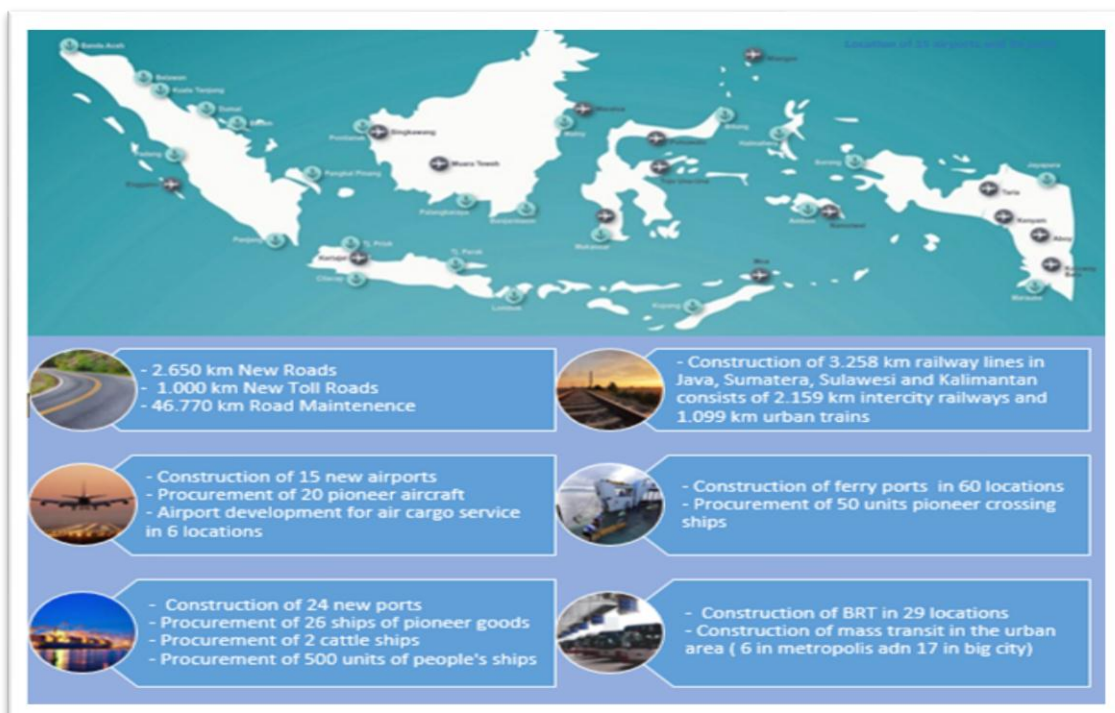 Location of 15 airports and 24 ports
Banda Aceh
Belawan
Kuala Tanjung
Dumai
Batam
Padang
Enggano
Pangkal Pinang
Panjang
Pontianak
Singkawang
Muara Teweh
Palangkaraya
Banjarmasin
Maratua
Maloy
Miangas
Bitung
Pohuwato
Makassar
Halmahera
Sorong
Ambon
Jayapura
Taria
Kenyam
Aboy
Merauke
TJ. Priok
Kertajati
Cilacap
TJ. Perak
Lombok
Kupang
Moa
- 2.650 km New Roads
- 1.000 km New Toll Roads
- 46.770 km Road Maintenence
- Construction of 3.258 km railway lines in
Java, Sumatera, Sulawesi and Kalimantan
consists of 2.159 km intercity railways and
1.099 km urban trains
- Construction of 15 new airports
- Procurement of 20 pioneer aircraft
- Airport development for air cargo service
in 6 locations
- Construction of ferry ports in 60 locations
- Procurement of 50 units pioneer crossing
ships
- Construction of 24 new ports
- Procurement of 26 ships of pioneer goods
- Procurement of 2 cattle ships
- Procurement of 500 units of people's ships
- Construction of BRT in 29 locations
- Construction of mass transit in the urban
area ( 6 in metropolis adn 17 in big city)